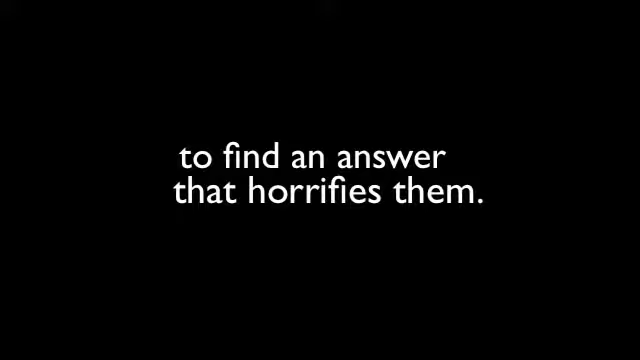 to find an answer
that horrifies them.